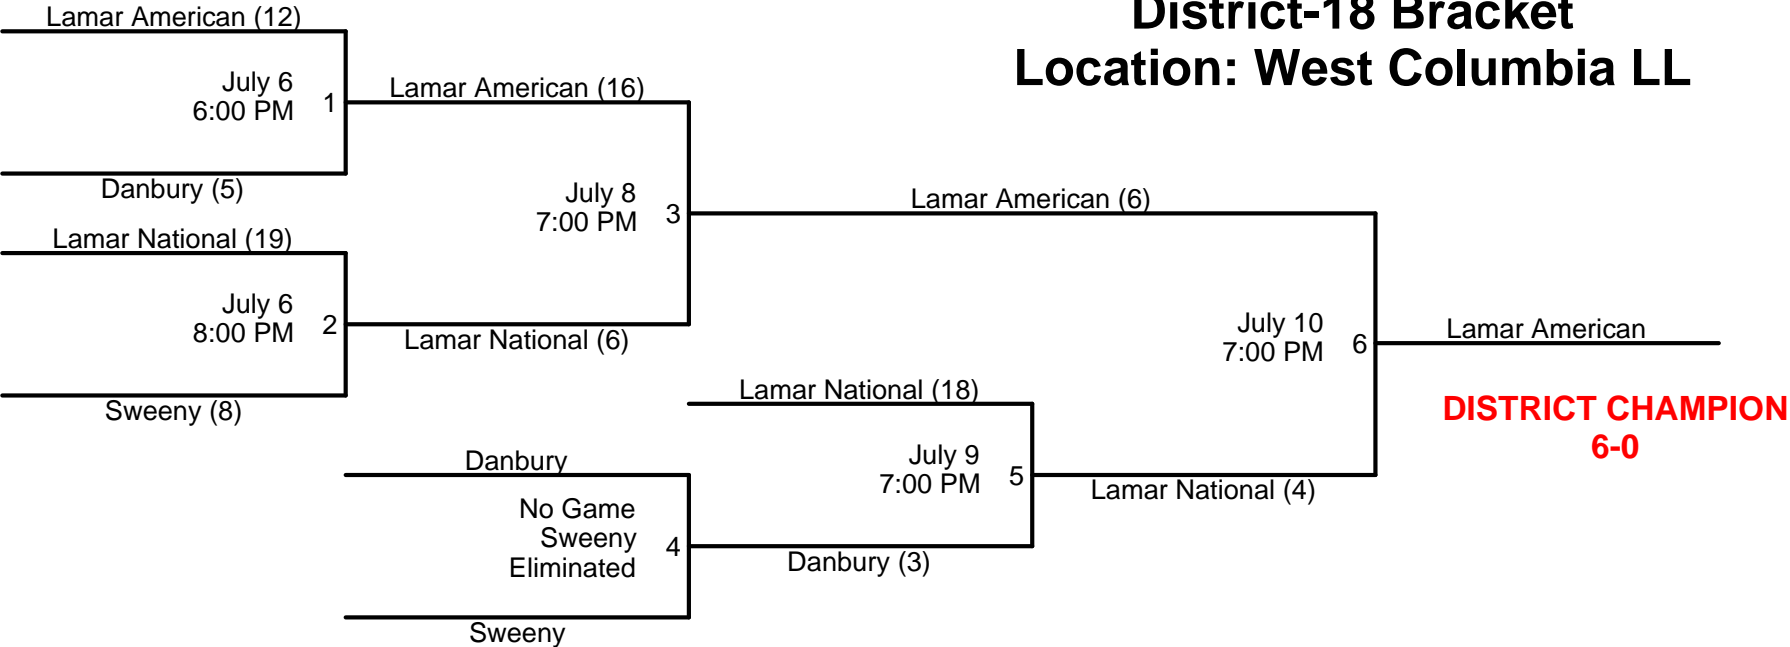 District-18 Bracket
Location: West Columbia LL
Lamar American (12)
July 6
6:00 PM
1
Danbury (5)
Lamar American (16)
Lamar National (19)
July 6
8:00 PM
2
Sweeny (8)
July 8
7:00 PM
3
Lamar National (6)
Lamar American (6)
Danbury
No Game
Sweeny
Eliminated
4
Sweeny
Lamar National (18)
July 9
7:00 PM
5
Danbury (3)
July 10
7:00 PM
6
Lamar National (4)
Lamar American
DISTRICT CHAMPION
6-0